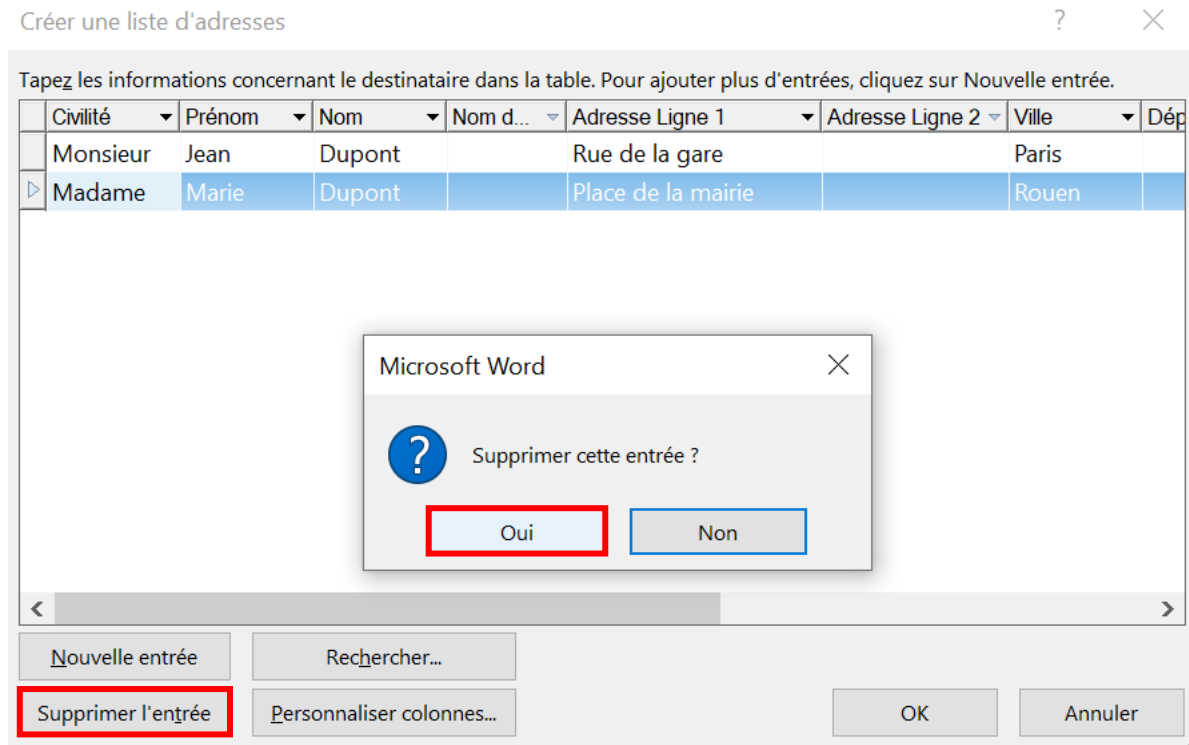 Créer une liste d'adresses
Tapez les informations concernant le destinataire dans la table. Pour ajouter plus d'entrées, cliquez sur Nouvelle entrée.
Civilité Prénom Nom Nom d... Adresse Ligne 1 Adresse Ligne 2 Ville Dép
Monsieur Jean Dupont Rue de la gare Paris
Madame Marie Dupont Place de la mairie Rouen
Microsoft Word
Supprimer cette entrée ?
Oui Non
Nouvelle entrée Rechercher...
Supprimer l'entrée Personnaliser colonnes... OK Annuler